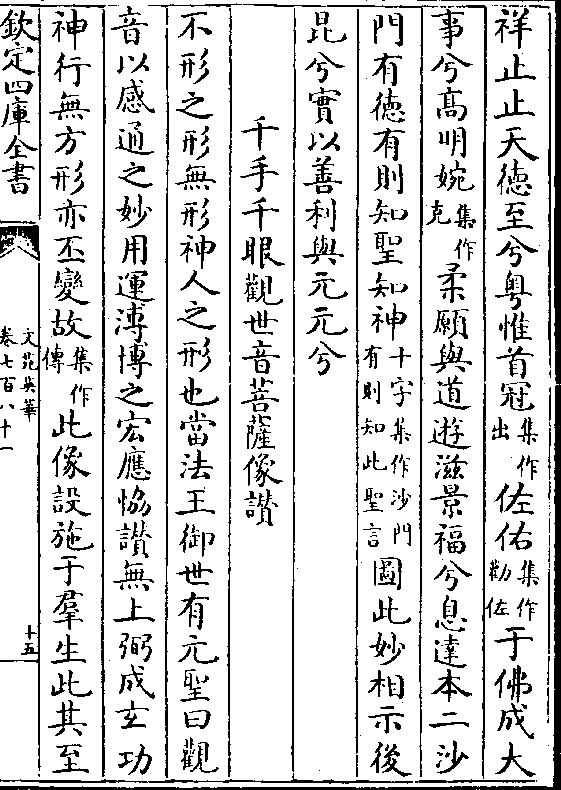 祥止止天徳至兮粤惟首冠集作出佐佑集作勸佐于佛成大
事兮髙明婉集作克柔願與道遊滋景福兮息達本二沙
門有徳有則知聖知神十字集作沙門有則知此聖言圖此妙相示後
昆兮實以善利與元元兮
千手千眼觀世音菩薩像讃
不形之形無形神人之形也當法王御世有元聖曰觀
音以感通之妙用運溥博之宏應恊讃無上弼成玄功
神行無方形亦丕變故集作傳此像設施于羣生此其至
欽定四庫全書
文苑英華
卷七百八十一
十五